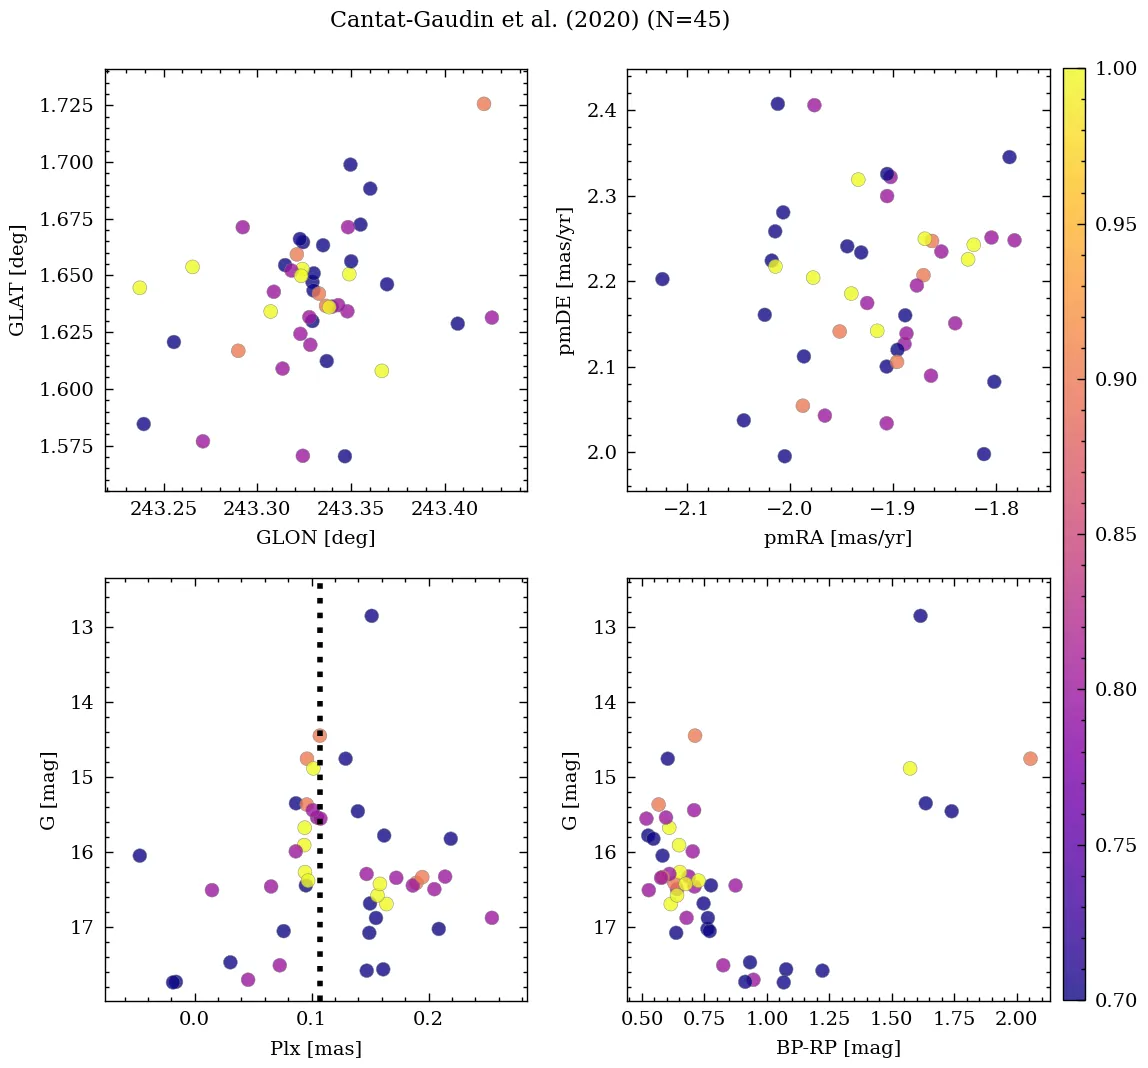 Cantat-Gaudin et al. (2020) (N=45)
GLAT [deg]
1.725
1.700
1.675
1.650
1.625
1.600
1.575
243.25 243.30 243.35 243.40
GLON [deg]
pmDE [mas/yr]
2.4
2.3
2.2
2.1
2.0
−2.1 −2.0 −1.9 −1.8
pmRA [mas/yr]
G [mag]
13
14
15
16
17
0.0 0.1 0.2
Plx [mas]
G [mag]
13
14
15
16
17
0.50 0.75 1.00 1.25 1.50 1.75 2.00
BP-RP [mag]
1.00
0.95
0.90
0.85
0.80
0.75
0.70